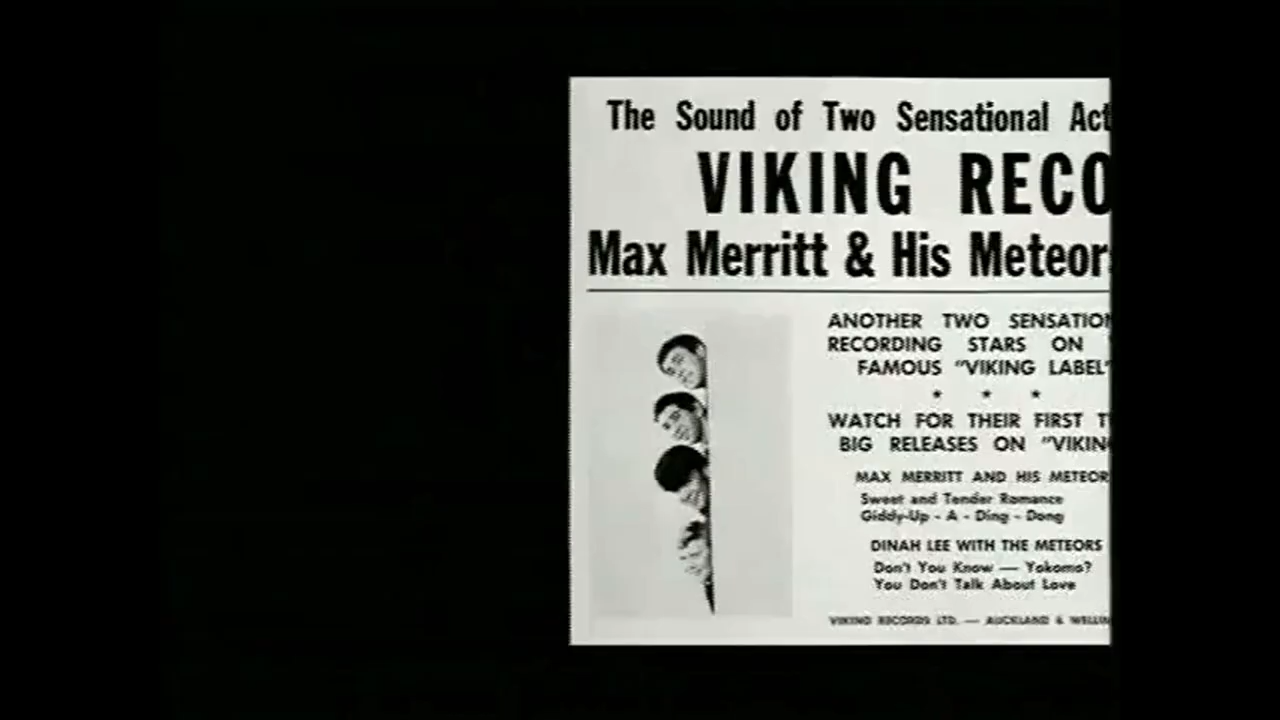 The Sound of Two Sensational Act
VIKING RECO
Max Merritt & His Meteors
ANOTHER TWO SENSATION
RECORDING STARS ON
FAMOUS "VIKING LABEL"
★ ★ ★
WATCH FOR THEIR FIRST T
BIG RELEASES ON "VIKIN
MAX MERRITT AND HIS METEOR
Sweet and Tender Romance
Giddy-Up - A - Ding - Dong
DINAH LEE WITH THE METEORS
Don't You Know — Yokomo?
You Don't Talk About Love
VIKING RECORDS LTD. — AUCKLAND & WELLIN